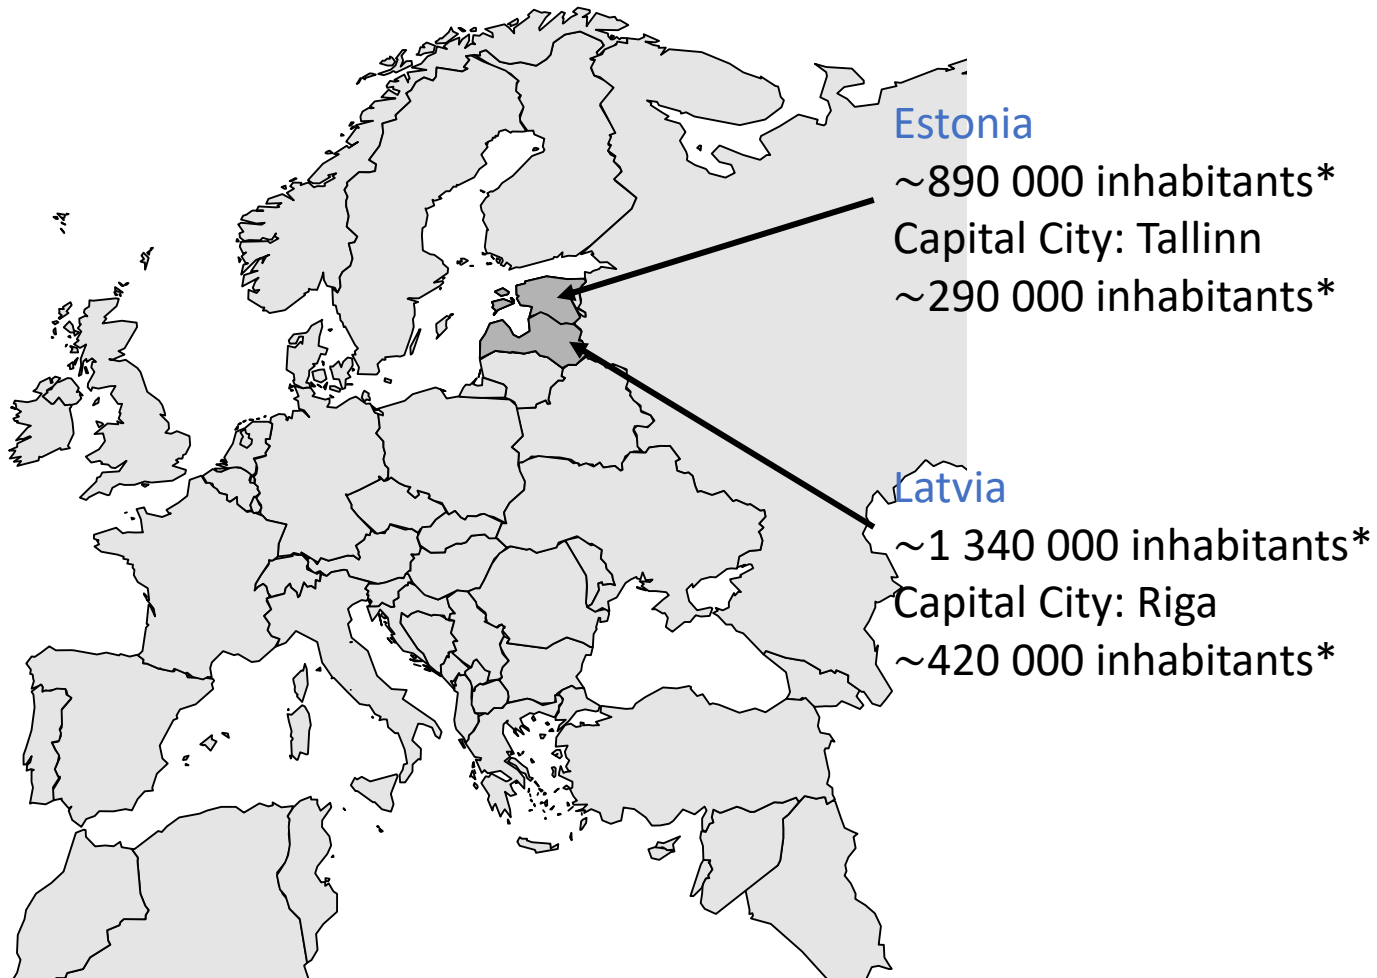 Estonia
~890 000 inhabitants*
Capital City: Tallinn
~290 000 inhabitants*
Latvia
~1 340 000 inhabitants*
Capital City: Riga
~420 000 inhabitants*